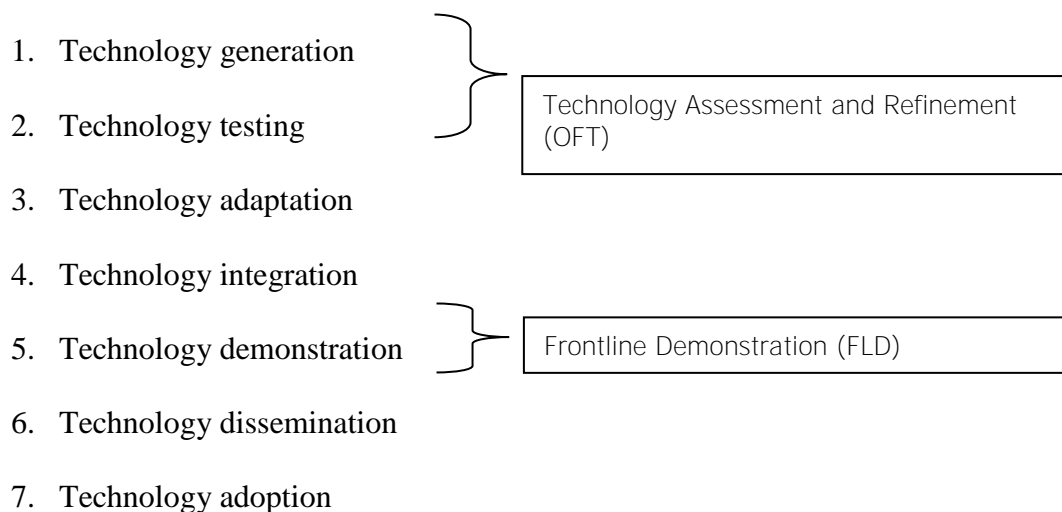 1. Technology generation
Technology Assessment and Refinement
(OFT)
2. Technology testing
3. Technology adaptation
4. Technology integration
5. Technology demonstration
Frontline Demonstration (FLD)
6. Technology dissemination
7. Technology adoption